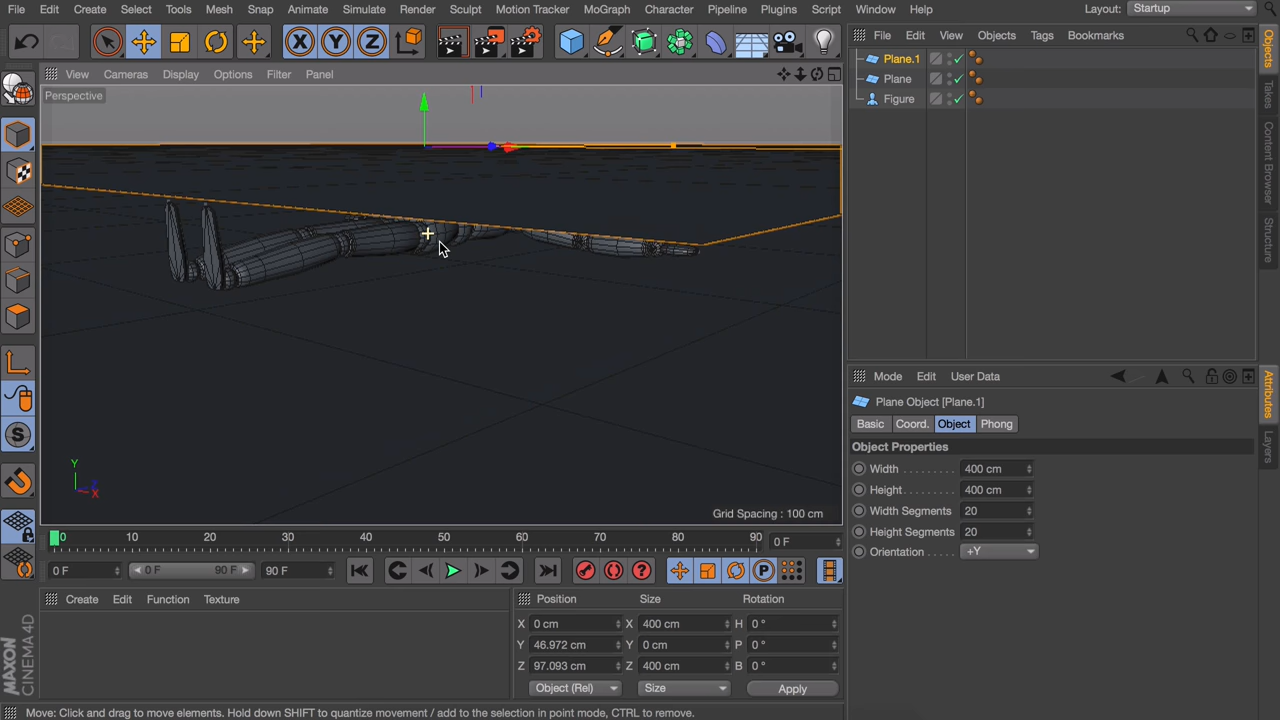 File Edit Create Select Tools Mesh Snap Animate Simulate Render Sculpt Motion Tracker MoGraph Character Pipeline Plugins Script Window Help Layout: Startup
X Y Z
View Cameras Display Options Filter Panel
Perspective
File Edit View Objects Tags Bookmarks
Plane.1
Plane
Figure
Objects
Takes
Content Browser
Structure
Mode Edit User Data
Plane Object [Plane.1]
Basic Coord. Object Phong
Object Properties
Width 400 cm
Height 400 cm
Width Segments 20
Height Segments 20
Orientation +Y
Attributes
Layers
S
Y
Z
X
Grid Spacing : 100 cm
0 10 20 30 40 50 60 70 80 90 0 F
0 F 0 F 90 F 90 F P
Create Edit Function Texture
Position Size Rotation
X 0 cm X 400 cm H 0 °
Y 46.972 cm Y 0 cm P 0 °
Z 97.093 cm Z 400 cm B 0 °
Object (Rel) Size Apply
MAXON
CINEMA 4D
Move: Click and drag to move elements. Hold down SHIFT to quantize movement / add to the selection in point mode, CTRL to remove.